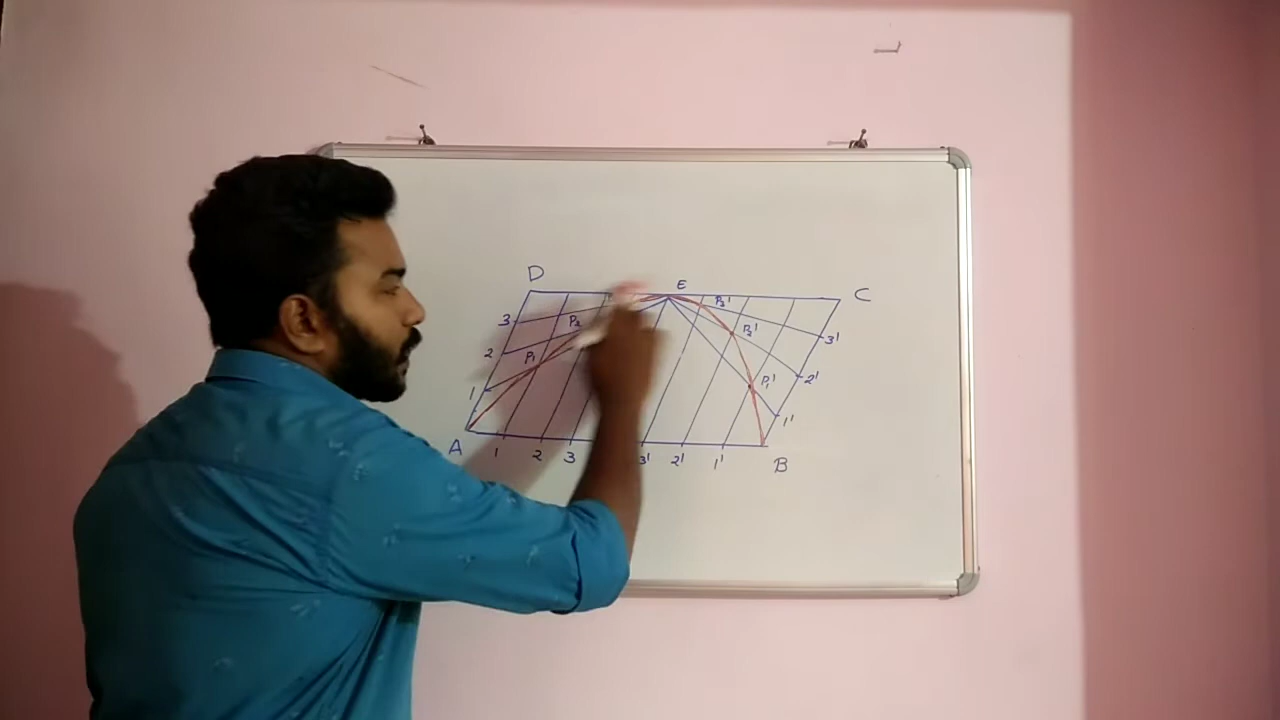 D E C
3 P2 P3' P2' 3'
2 P1 P1' 2'
1 1'
A 1 2 3 3' 2' 1' B